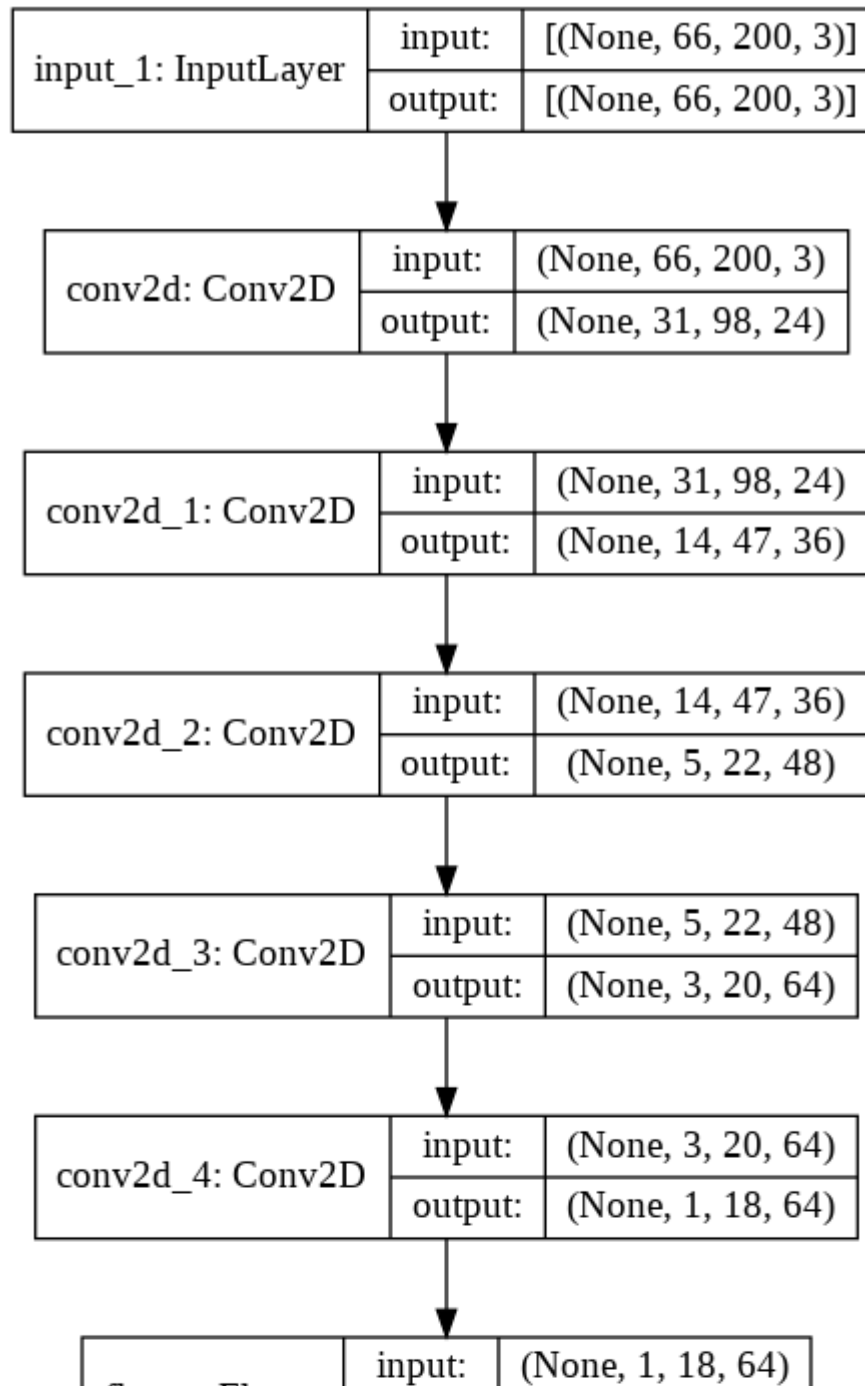 input_1: InputLayer
input: [(None, 66, 200, 3)]
output: [(None, 66, 200, 3)]
conv2d: Conv2D
input: (None, 66, 200, 3)
output: (None, 31, 98, 24)
conv2d_1: Conv2D
input: (None, 31, 98, 24)
output: (None, 14, 47, 36)
conv2d_2: Conv2D
input: (None, 14, 47, 36)
output: (None, 5, 22, 48)
conv2d_3: Conv2D
input: (None, 5, 22, 48)
output: (None, 3, 20, 64)
conv2d_4: Conv2D
input: (None, 3, 20, 64)
output: (None, 1, 18, 64)
input: (None, 1, 18, 64)